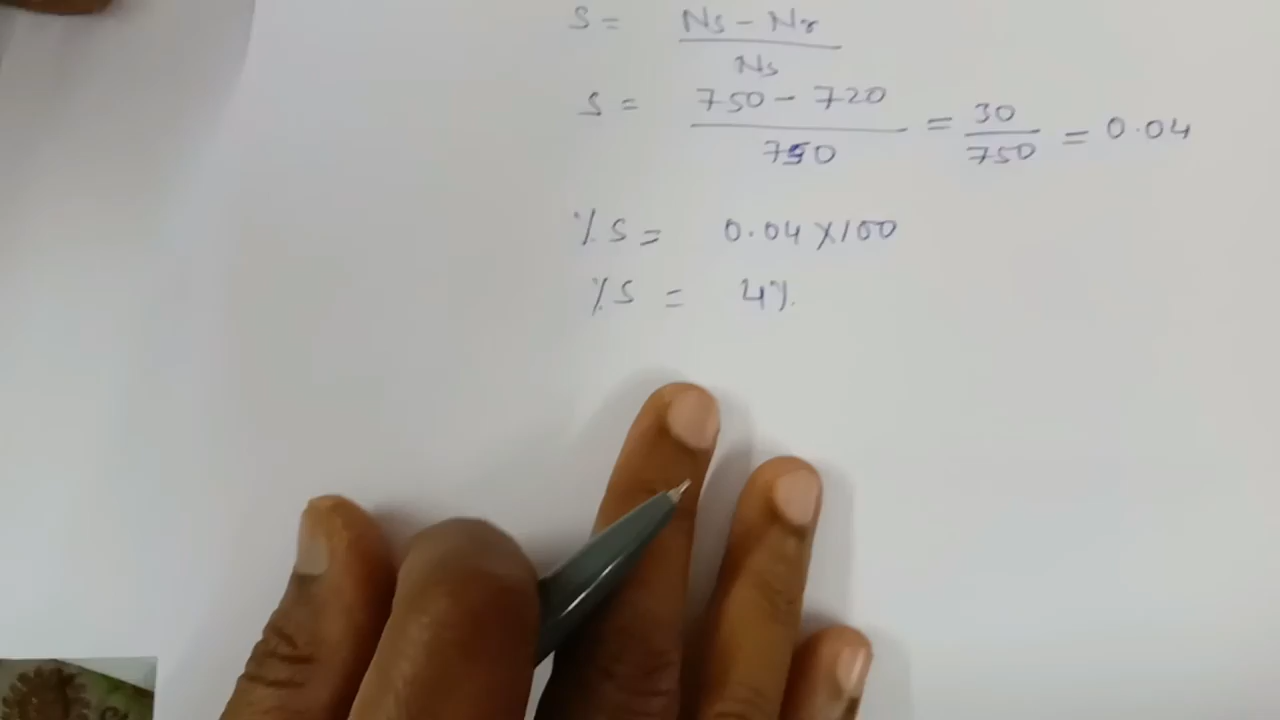 S = Ns - Nr / Ns
S = 750 - 720 / 750 = 30 / 750 = 0.04
% S = 0.04 X 100
% S = 4%.